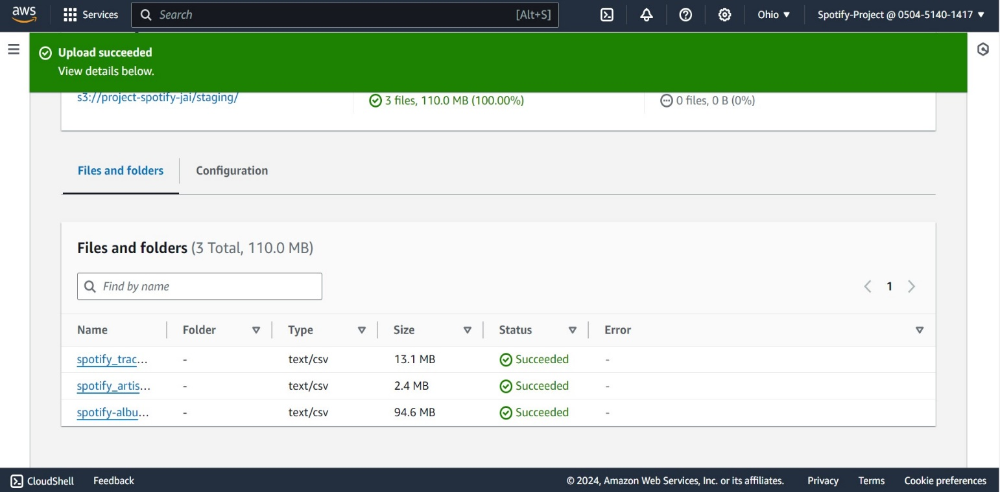 aws Services Search [Alt+S] Ohio ▼ Spotify-Project @ 0504-5140-1417 ▼
Upload succeeded
View details below.
s3://project-spotify-jai/staging/ 3 files, 110.0 MB (100.00%) 0 files, 0 B (0%)
Files and folders Configuration
Files and folders (3 Total, 110.0 MB)
Find by name 1
Name Folder Type Size Status Error
spotify_trac... - text/csv 13.1 MB Succeeded -
spotify_artis... - text/csv 2.4 MB Succeeded -
spotify-albu... - text/csv 94.6 MB Succeeded -
CloudShell Feedback © 2024, Amazon Web Services, Inc. or its affiliates. Privacy Terms Cookie preferences